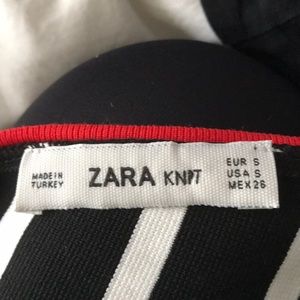 MADE IN
TURKEY
ZARA KNIT
EUR S
USA S
MEX 26